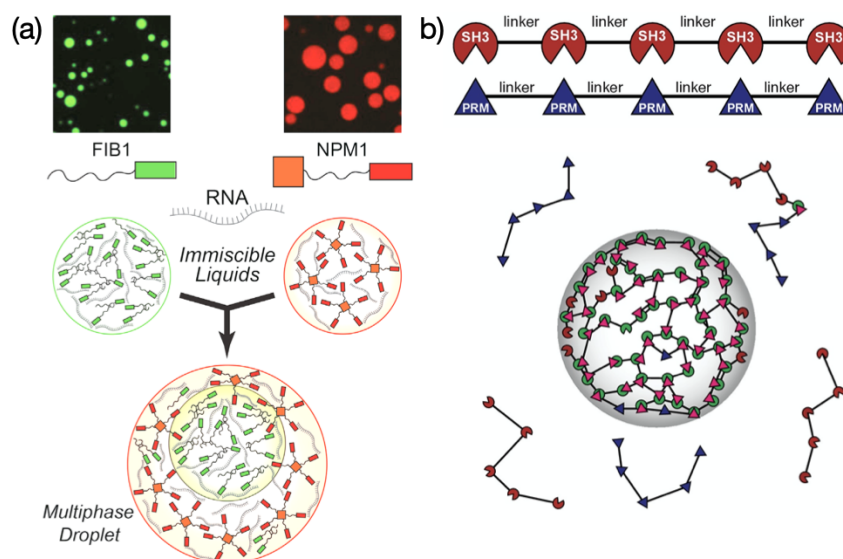 (a)
FIB1
NPM1
RNA
Immiscible
Liquids
Multiphase
Droplet
b)
SH3 linker SH3 linker SH3 linker SH3 linker SH3
linker linker linker linker
PRM PRM PRM PRM PRM